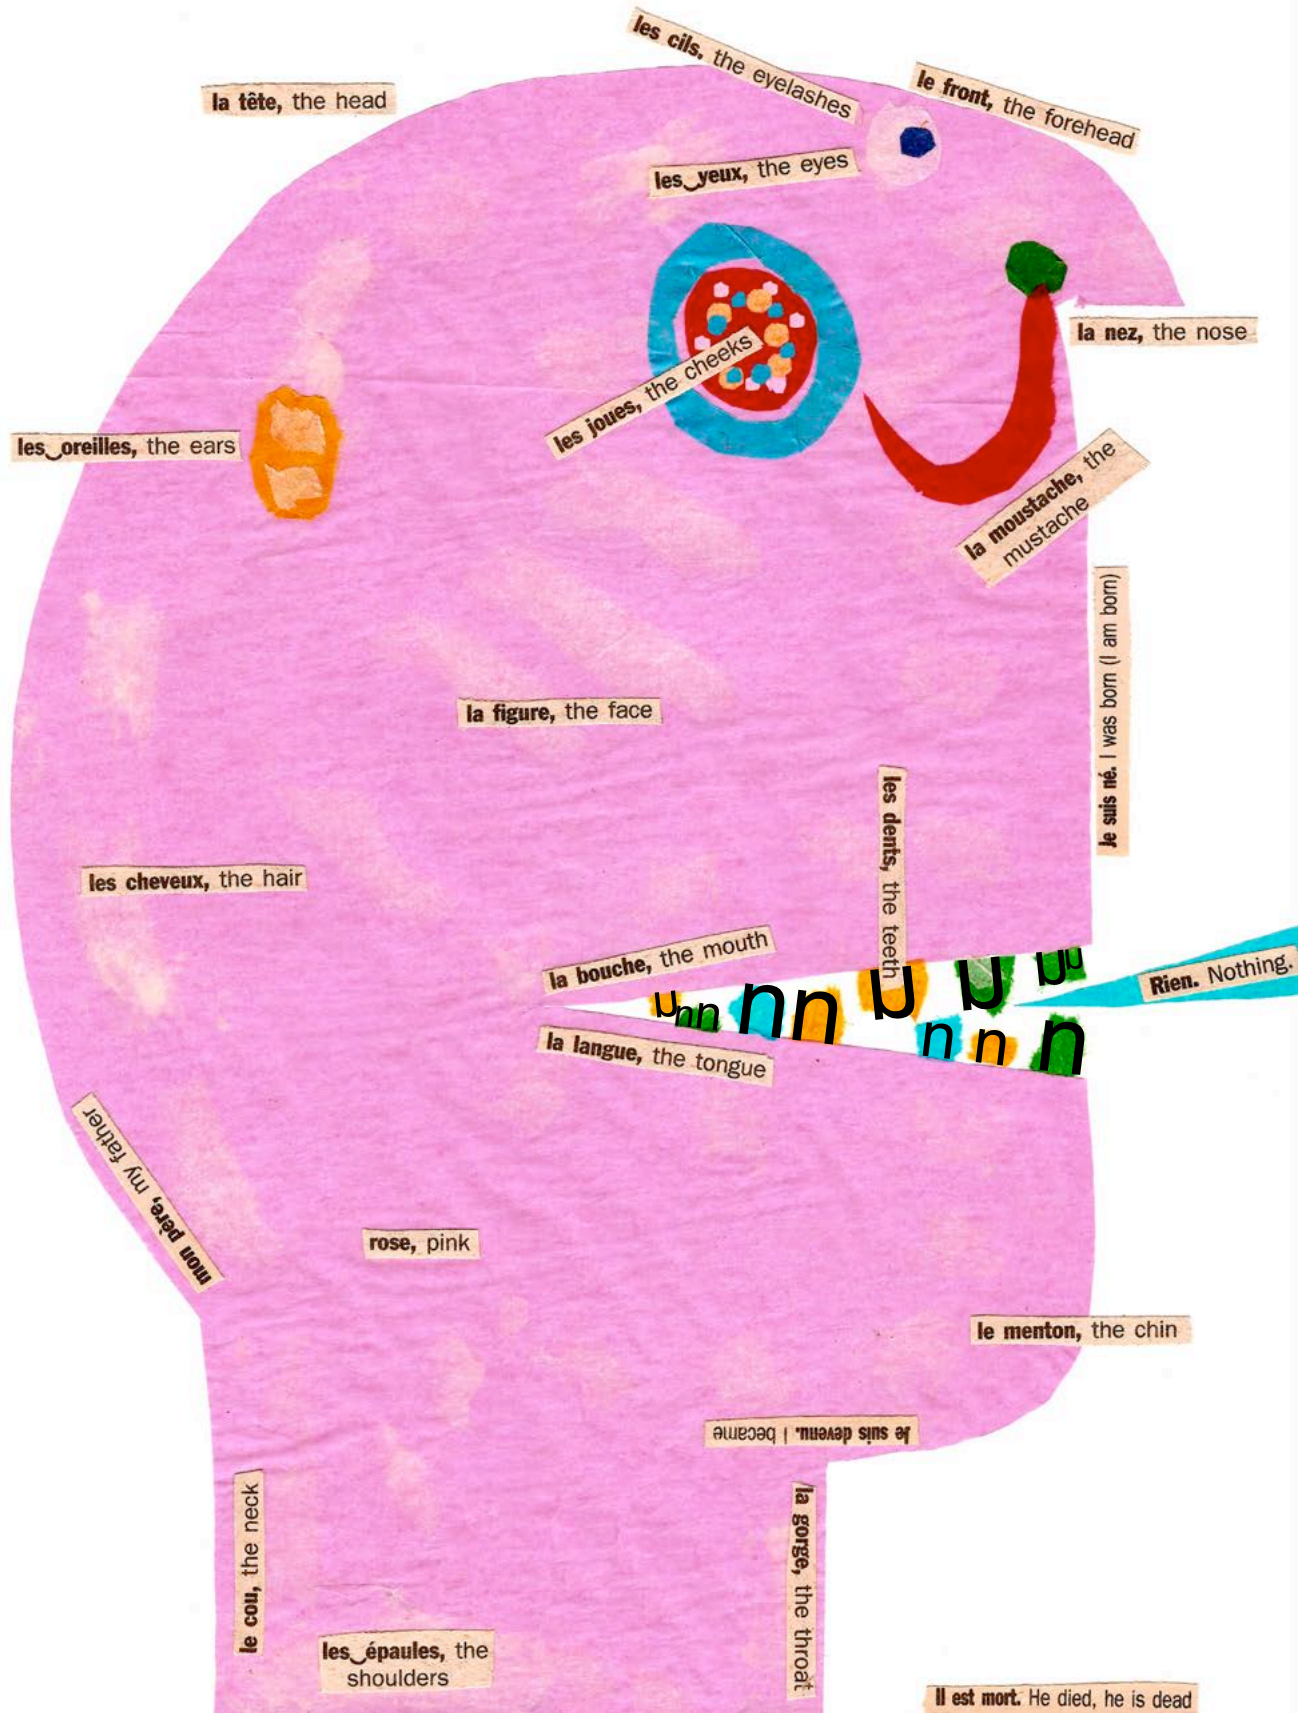 les cils. the eyelashes
le front, the forehead
la tête, the head
les yeux, the eyes
la nez, the nose
les joues, the cheeks
les oreilles, the ears
la moustache, the
mustache
Je suis né. I was born (I am born)
la figure, the face
les dents, the teeth
les cheveux, the hair
la bouche, the mouth
Rien. Nothing.
U
n
n
n
n
U
U
U
U
n
n
n
la langue, the tongue
mon père, my father
rose, pink
le menton, the chin
Je suis devenu. I became
le cou, the neck
la gorge, the throat
les épaules, the
shoulders
Il est mort. He died, he is dead